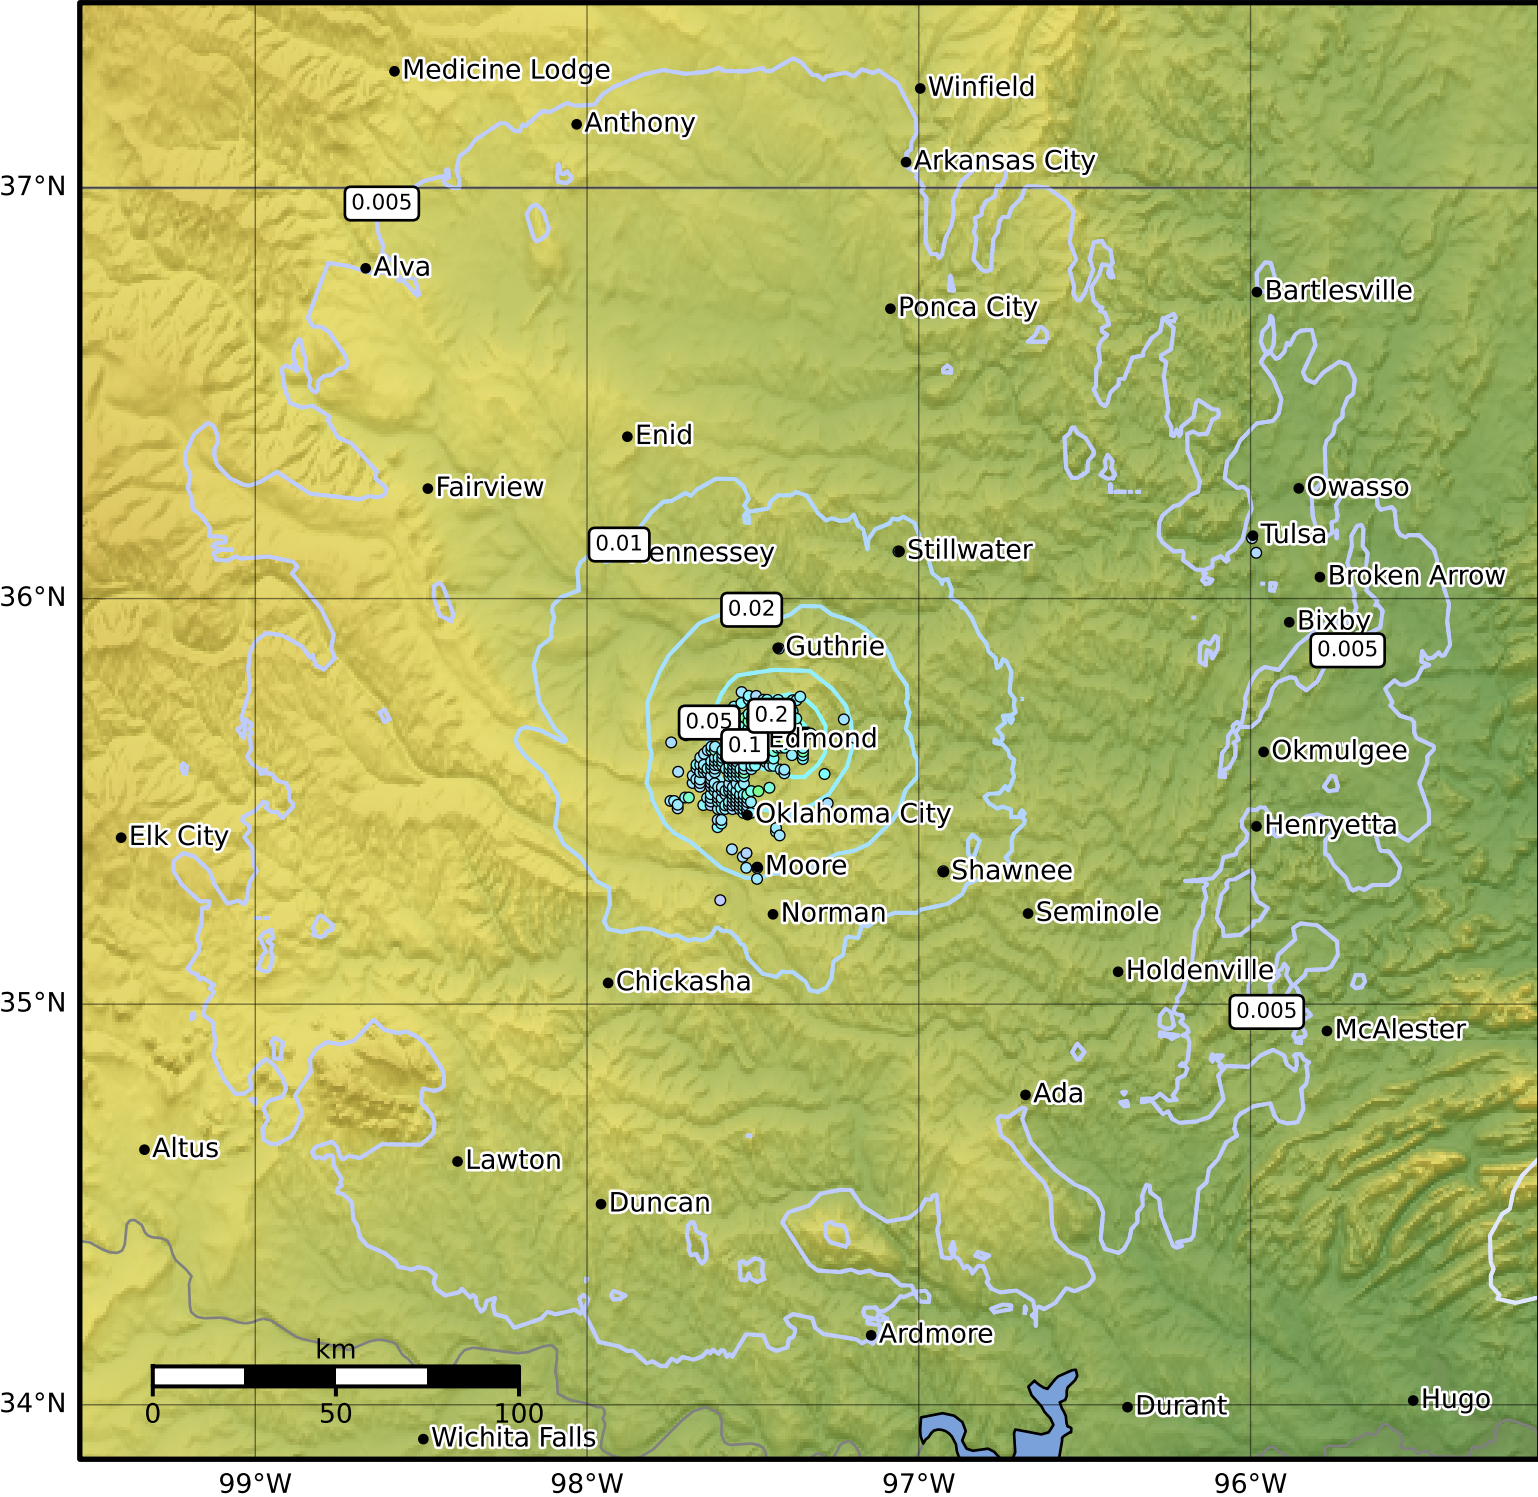 Medicine Lodge
Winfield
Anthony
Arkansas City
37°N
0.005
Alva
Bartlesville
Ponca City
Enid
Fairview
Owasso
Tulsa
0.01
ennessey
Stillwater
Broken Arrow
36°N
0.02
Bixby
Guthrie
0.005
0.05
0.2
0.1
Edmond
Okmulgee
Oklahoma City
Henryetta
Elk City
Moore
Shawnee
Norman
Seminole
Holdenville
Chickasha
35°N
0.005
McAlester
Ada
Altus
Lawton
Duncan
Ardmore
km
0 50 100
34°N
Durant
Hugo
Wichita Falls
99°W 98°W 97°W 96°W